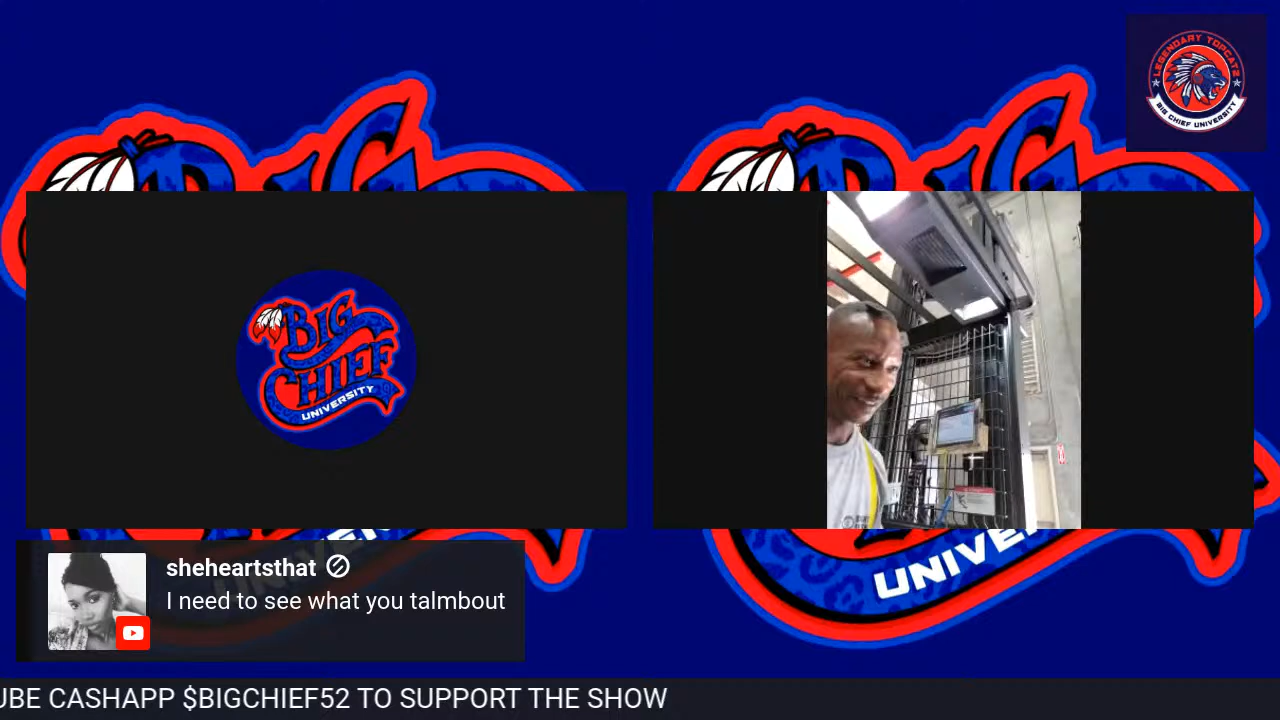 LEGENDARY TOPCATZ
BIG CHIEF UNIVERSITY
BIG
CHIEF
UNIVERSITY
UNIVE
sheheartsthat
I need to see what you talmbout
UBE CASHAPP $BIGCHIEF52 TO SUPPORT THE SHOW